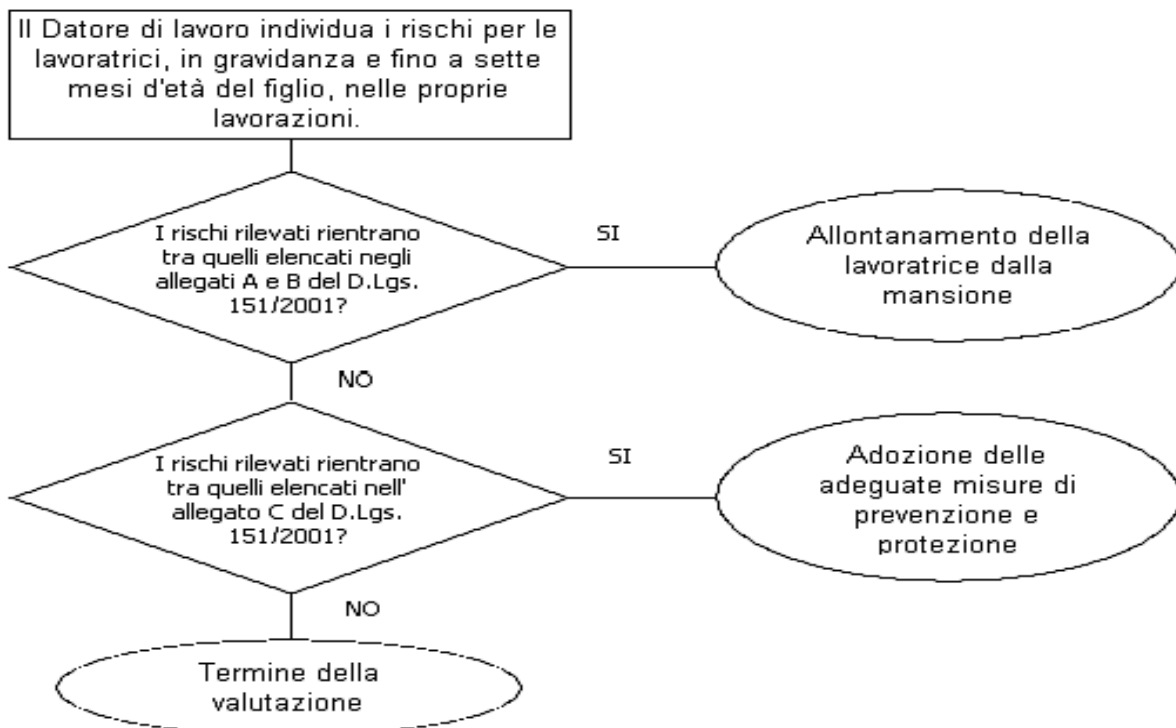 Il Datore di lavoro individua i rischi per le
lavoratrici, in gravidanza e fino a sette
mesi d'età del figlio, nelle proprie
lavorazioni.
I rischi rilevati rientrano
tra quelli elencati negli
allegati A e B del D.Lgs.
151/2001?
SI
Allontanamento della
lavoratrice dalla
mansione
NO
I rischi rilevati rientrano
tra quelli elencati nell'
allegato C del D.Lgs.
151/2001?
SI
Adozione delle
adeguate misure di
prevenzione e
protezione
NO
Termine della
valutazione